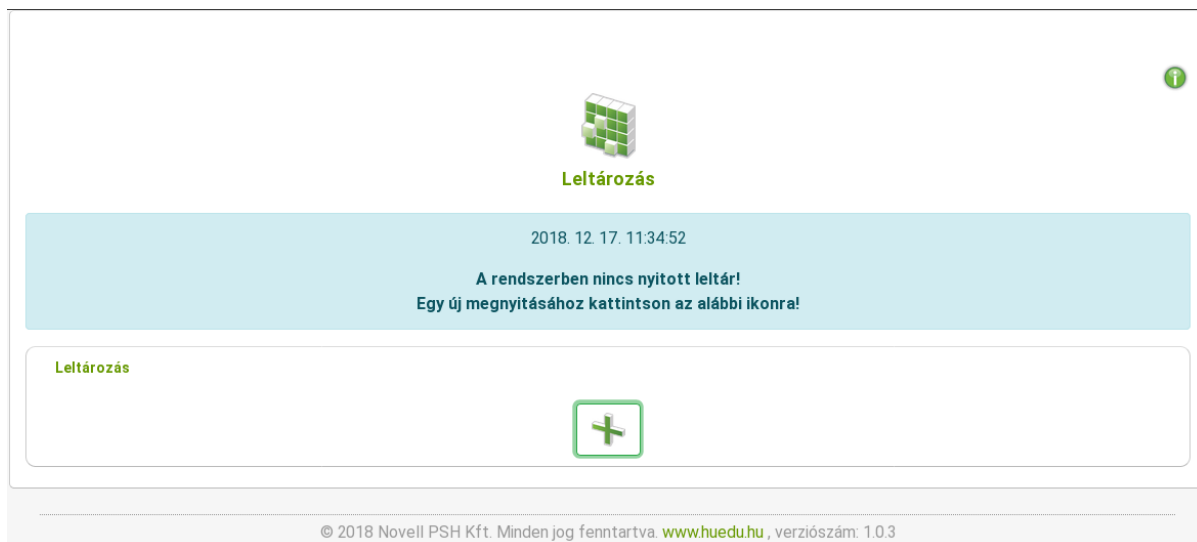 Leltározás
2018. 12. 17. 11:34:52
A rendszerben nincs nyitott leltár!
Egy új megnyitásához kattintson az alábbi ikonra!
Leltározás
© 2018 Novell PSH Kft. Minden jog fenntartva. www.huedu.hu , verziószám: 1.0.3